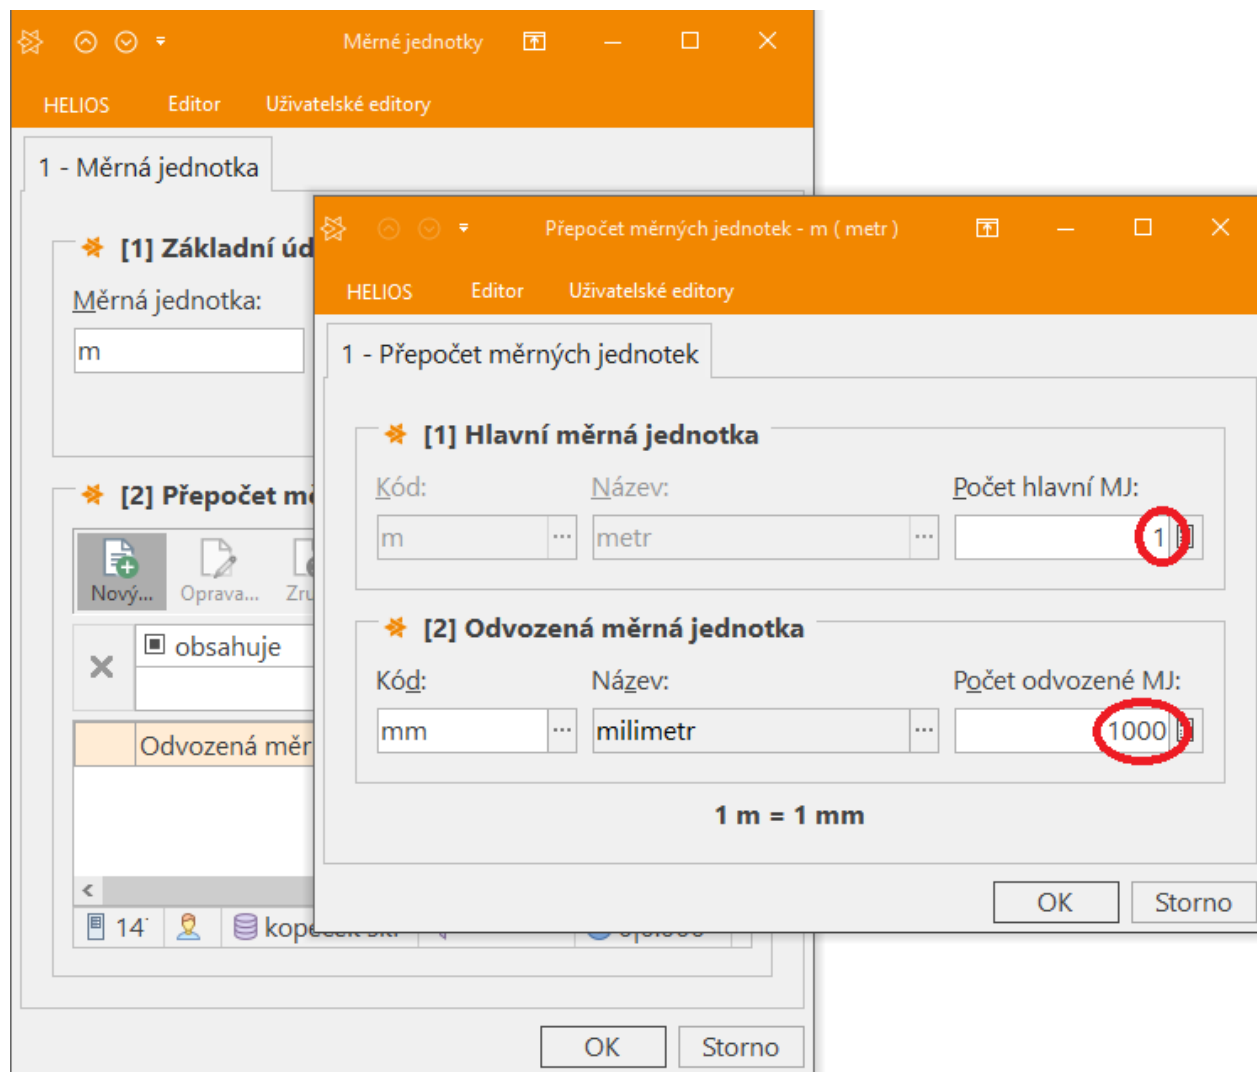 Měrné jednotky
HELIOS Editor Uživatelské editory
1 - Měrná jednotka
[1] Základní úd
Měrná jednotka:
m
[2] Přepočet
Nový... Oprava...
obsahuje
Odvozená měr
14
OK Storno
Přepočet měrných jednotek - m ( metr )
HELIOS Editor Uživatelské editory
1 - Přepočet měrných jednotek
[1] Hlavní měrná jednotka
Kód: Název: Počet hlavní MJ:
m ... metr ... 1
[2] Odvozená měrná jednotka
Kód: Název: Počet odvozené MJ:
mm ... milimetr ... 1000
1 m = 1 mm
OK Storno